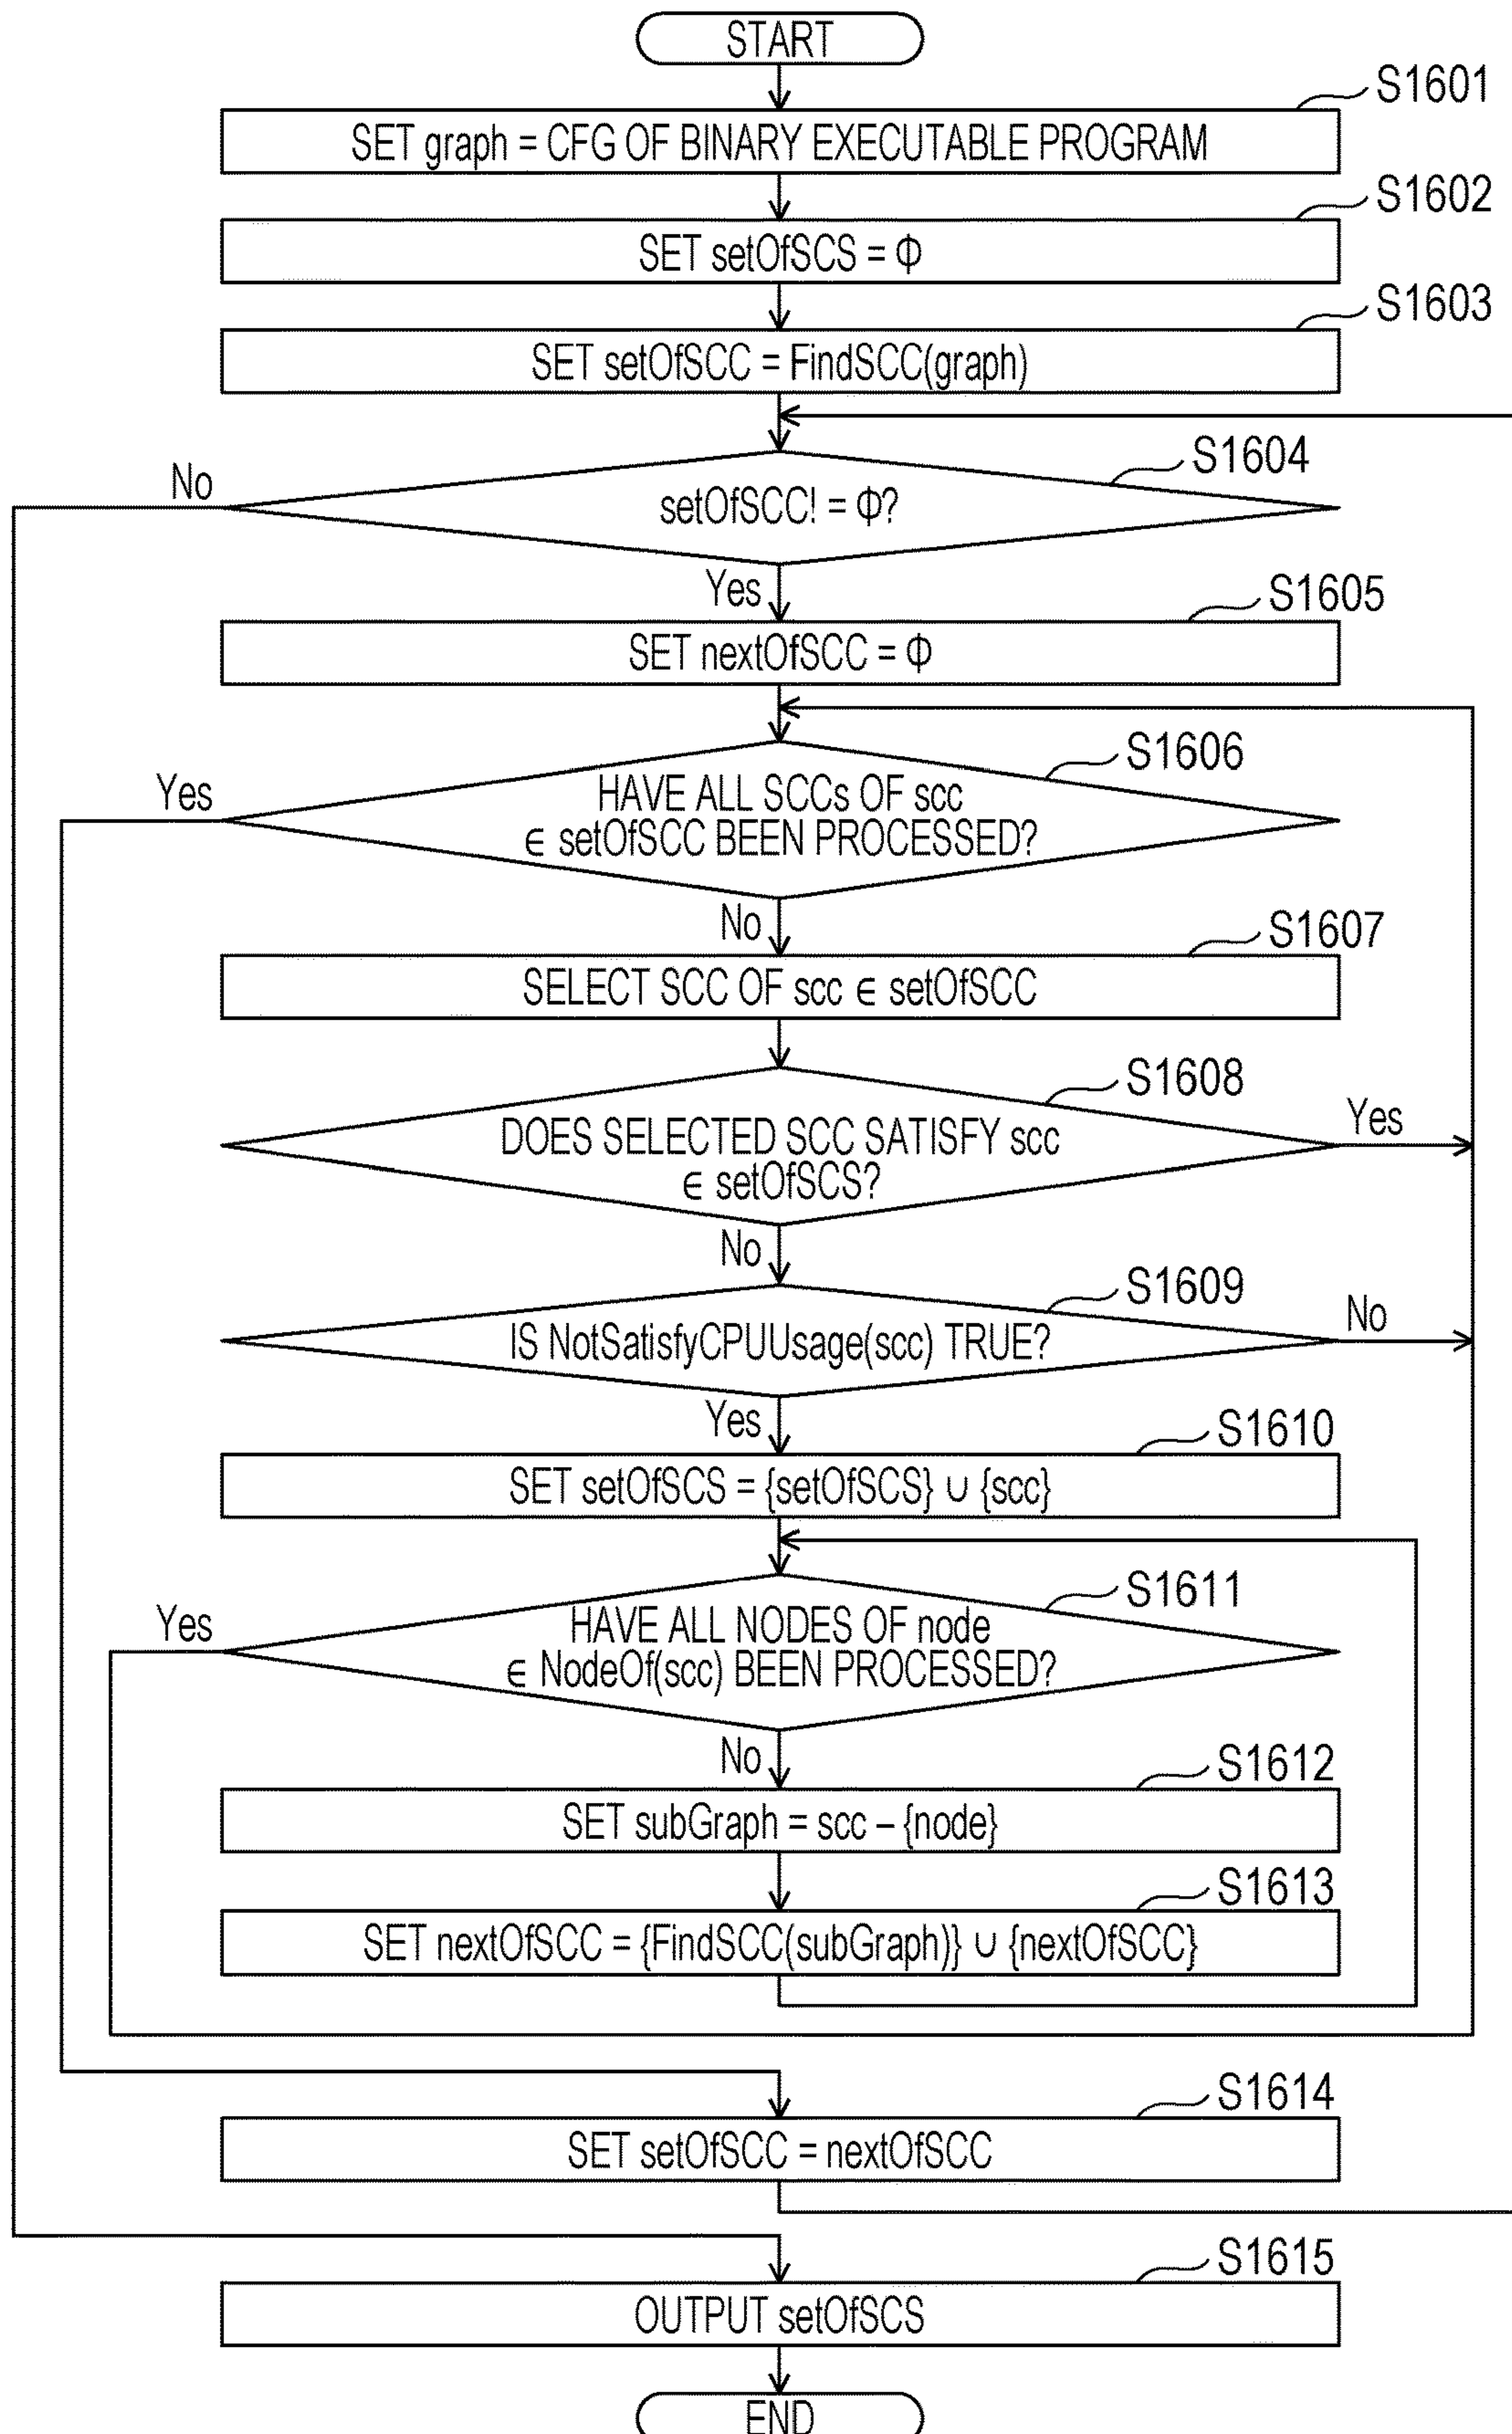 START
S1601
SET graph = CFG OF BINARY EXECUTABLE PROGRAM
S1602
SET setOfSCS = Φ
S1603
SET setOfSCC = FindSCC(graph)
S1604
No
setOfSCC! = Φ?
Yes
S1605
SET nextOfSCC = Φ
S1606
Yes
HAVE ALL SCCs OF scc
∈ setOfSCC BEEN PROCESSED?
No
S1607
SELECT SCC OF scc ∈ setOfSCC
S1608
Yes
DOES SELECTED SCC SATISFY scc
∈ setOfSCS?
No
S1609
No
IS NotSatisfyCPUUsage(scc) TRUE?
Yes
S1610
SET setOfSCS = {setOfSCS} ∪ {scc}
S1611
Yes
HAVE ALL NODES OF node
∈ NodeOf(scc) BEEN PROCESSED?
No
S1612
SET subGraph = scc – {node}
S1613
SET nextOfSCC = {FindSCC(subGraph)} ∪ {nextOfSCC}
S1614
SET setOfSCC = nextOfSCC
S1615
OUTPUT setOfSCS
END